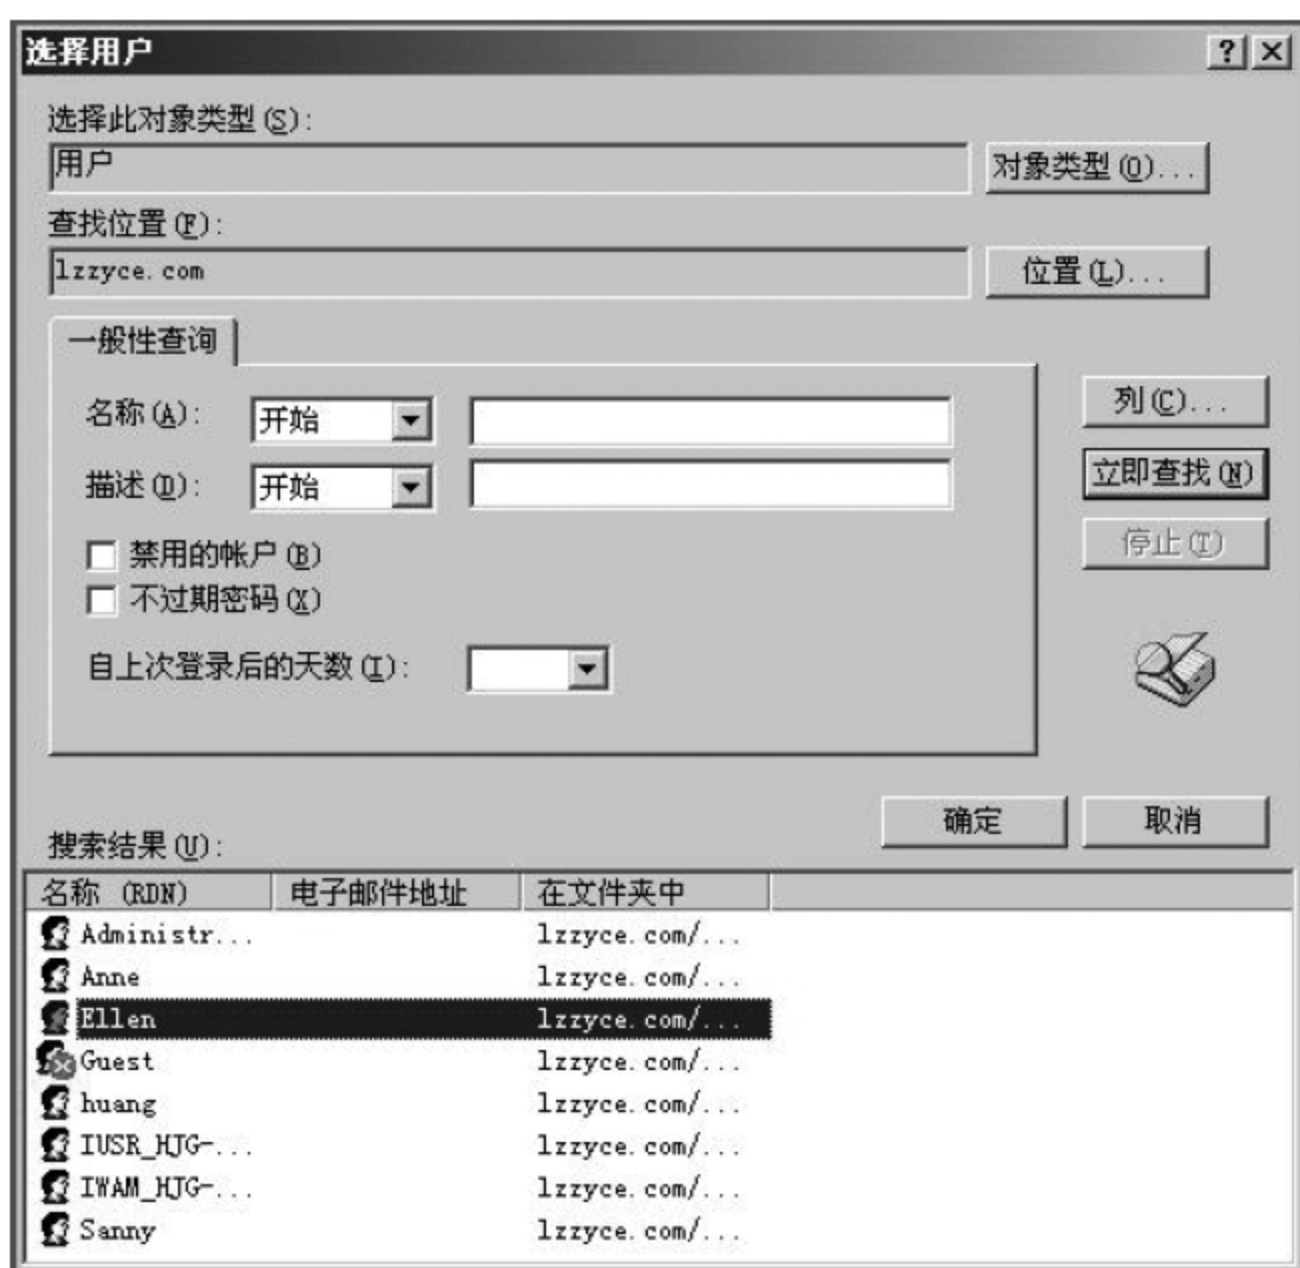 选择用户
选择此对象类型(S):
用户 对象类型(O)...
查找位置(F):
lzzyce.com 位置(L)...
一般性查询
名称(A): 开始 列(C)...
描述(D): 开始 立即查找(N)
禁用的帐户(B) 停止(T)
不过期密码(X)
自上次登录后的天数(I):
确定 取消
搜索结果(U):
名称 (RDN) 电子邮件地址 在文件夹中
Administr... lzzyce.com/...
Anne lzzyce.com/...
Ellen lzzyce.com/...
Guest lzzyce.com/...
huang lzzyce.com/...
IUSR_HJG-... lzzyce.com/...
IWAM_HJG-... lzzyce.com/...
Sanny lzzyce.com/...